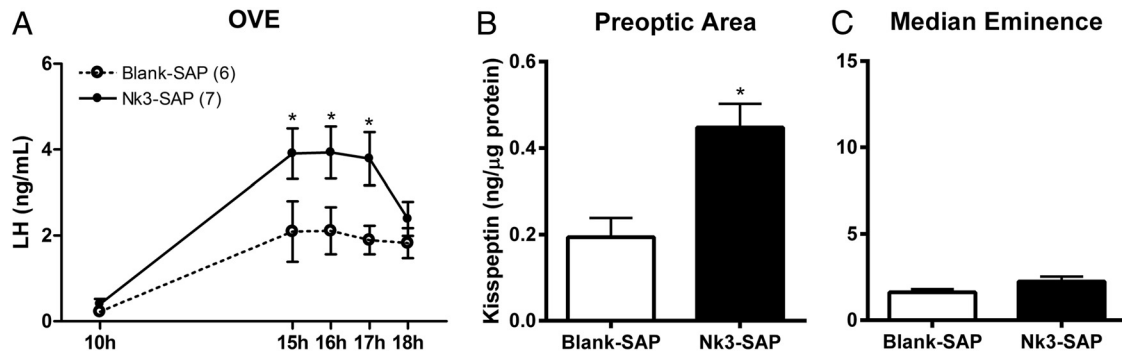 A
OVE
Blank-SAP (6)
Nk3-SAP (7)
LH (ng/mL)
6
4
2
0
* * *
10h 15h 16h 17h 18h
B
Preoptic Area
Kisspeptin (ng/µg protein)
0.6
0.4
0.2
0.0
*
Blank-SAP Nk3-SAP
C
Median Eminence
15
10
5
0
Blank-SAP Nk3-SAP